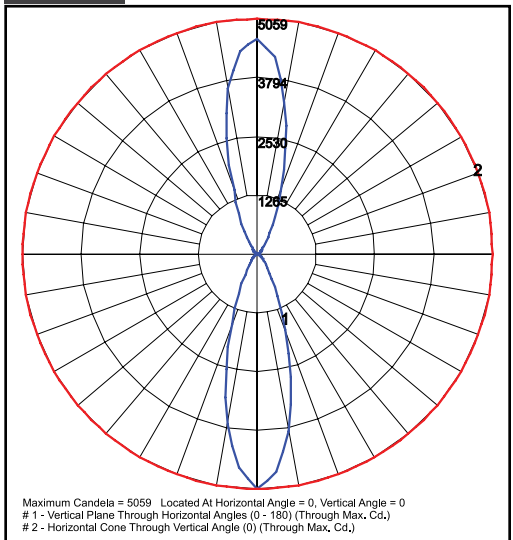 5059
3794
2
2530
1265
1
Maximum Candela = 5059 Located At Horizontal Angle = 0, Vertical Angle = 0
# 1 - Vertical Plane Through Horizontal Angles (0 - 180) (Through Max. Cd.)
# 2 - Horizontal Cone Through Vertical Angle (0) (Through Max. Cd.)